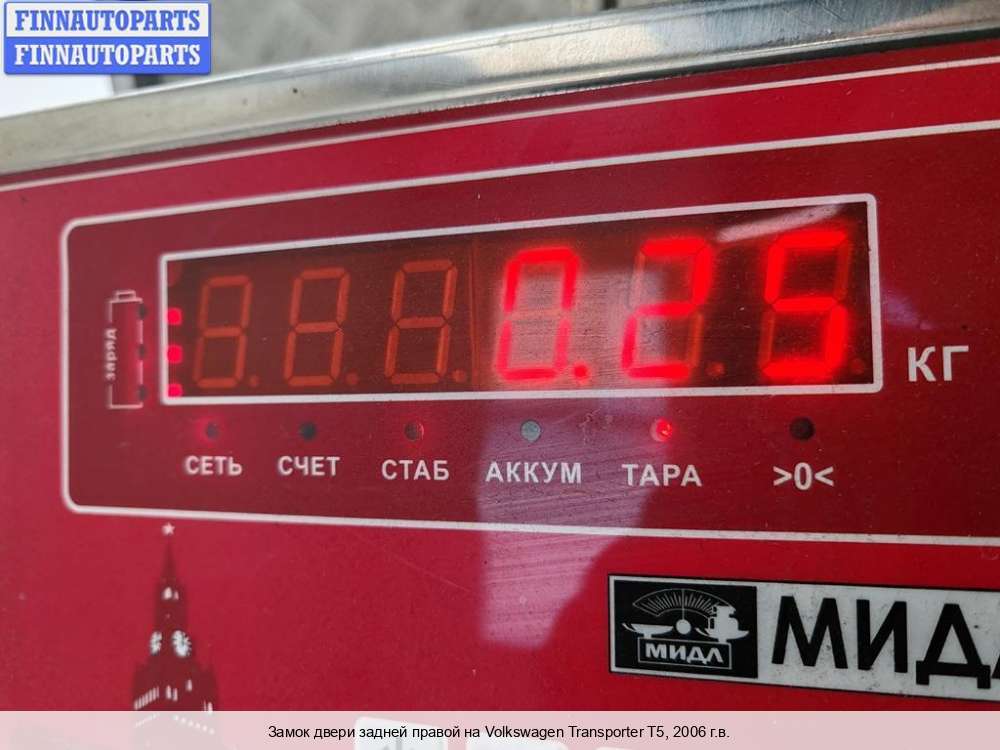 FINNAUTOPARTS
FINNAUTOPARTS
заряд
0.25
КГ
СЕТЬ СЧЕТ СТАБ АККУМ ТАРА >0<
МИДЛ
МИДЛ
Замок двери задней правой на Volkswagen Transporter T5, 2006 г.в.